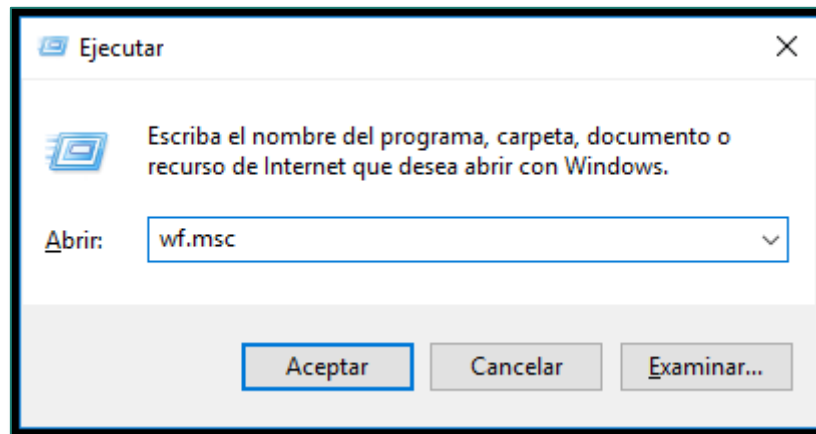 Ejecutar
Escriba el nombre del programa, carpeta, documento o
recurso de Internet que desea abrir con Windows.
Abrir: wf.msc
Aceptar Cancelar Examinar...